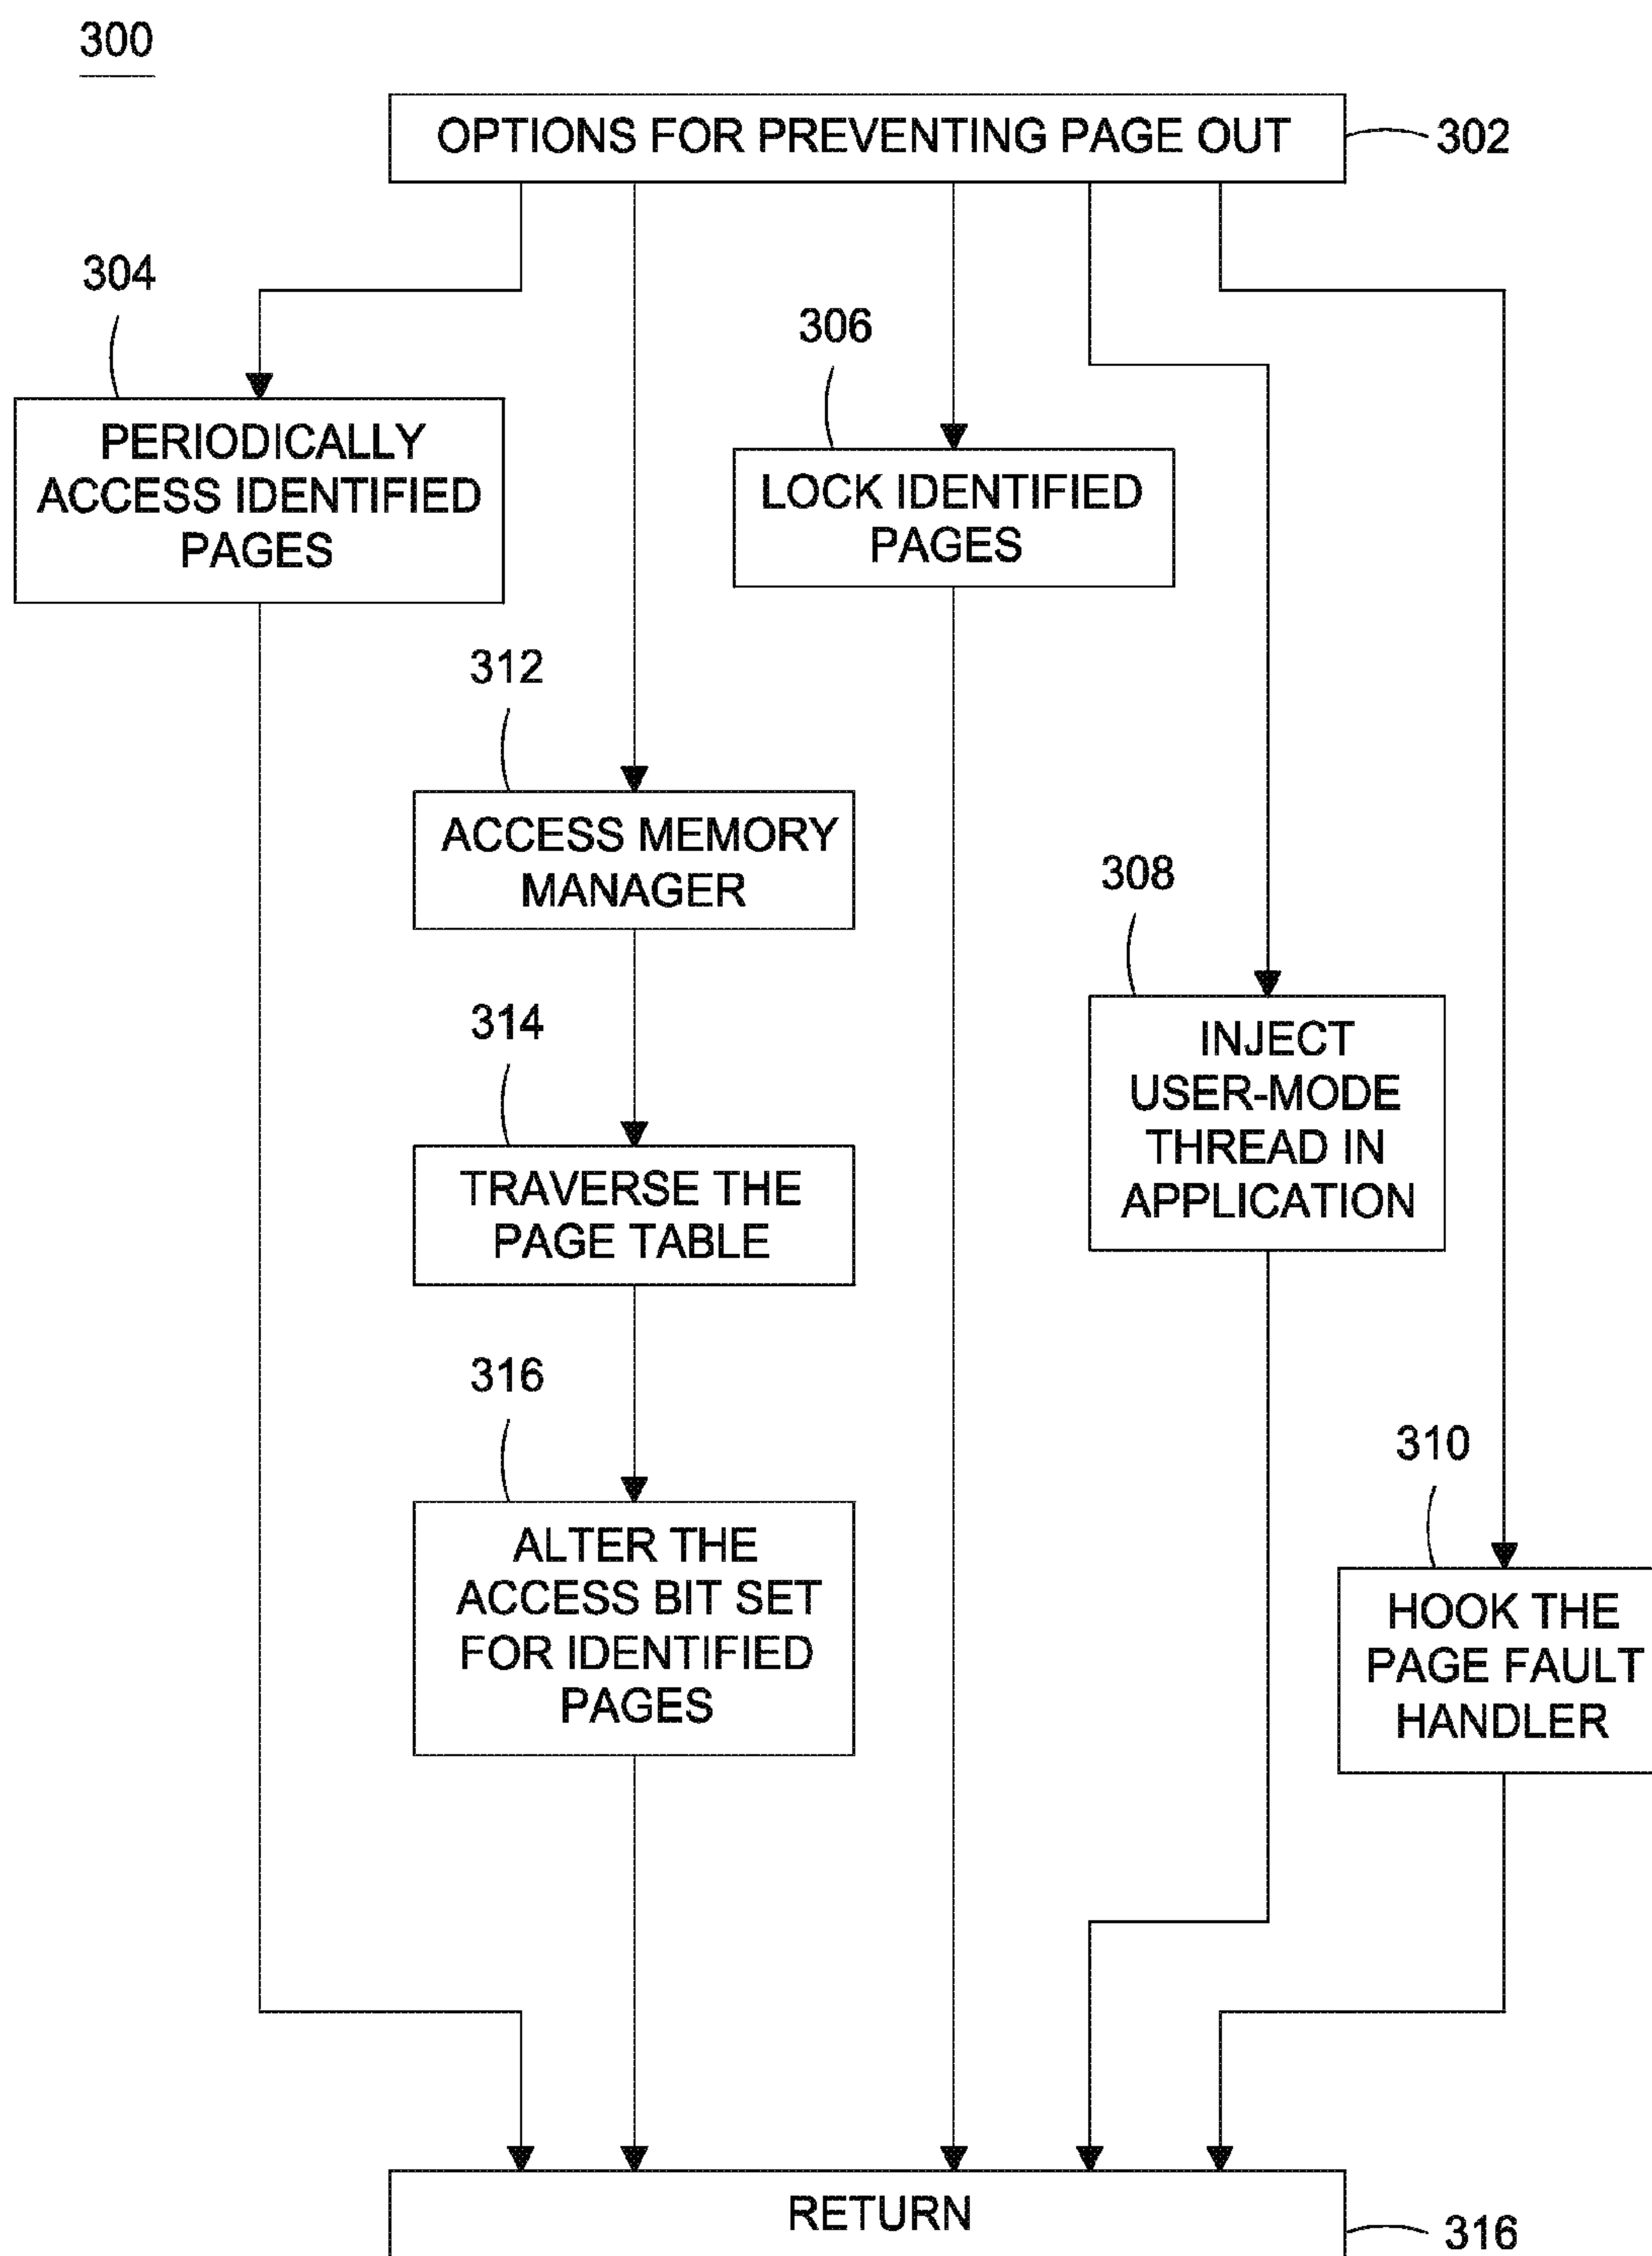 300
OPTIONS FOR PREVENTING PAGE OUT
302
304
PERIODICALLY
ACCESS IDENTIFIED
PAGES
306
LOCK IDENTIFIED
PAGES
312
ACCESS MEMORY
MANAGER
308
INJECT
USER-MODE
THREAD IN
APPLICATION
314
TRAVERSE THE
PAGE TABLE
316
ALTER THE
ACCESS BIT SET
FOR IDENTIFIED
PAGES
310
HOOK THE
PAGE FAULT
HANDLER
RETURN
316